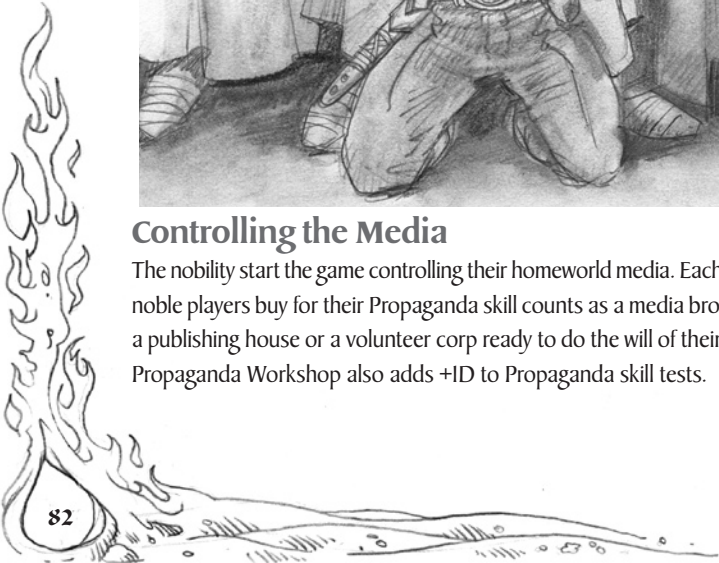 Controlling the Media
The nobility start the game controlling their homeworld media. Each
noble players buy for their Propaganda skill counts as a media bro
a publishing house or a volunteer corp ready to do the will of their
Propaganda Workshop also adds +1D to Propaganda skill tests.
82